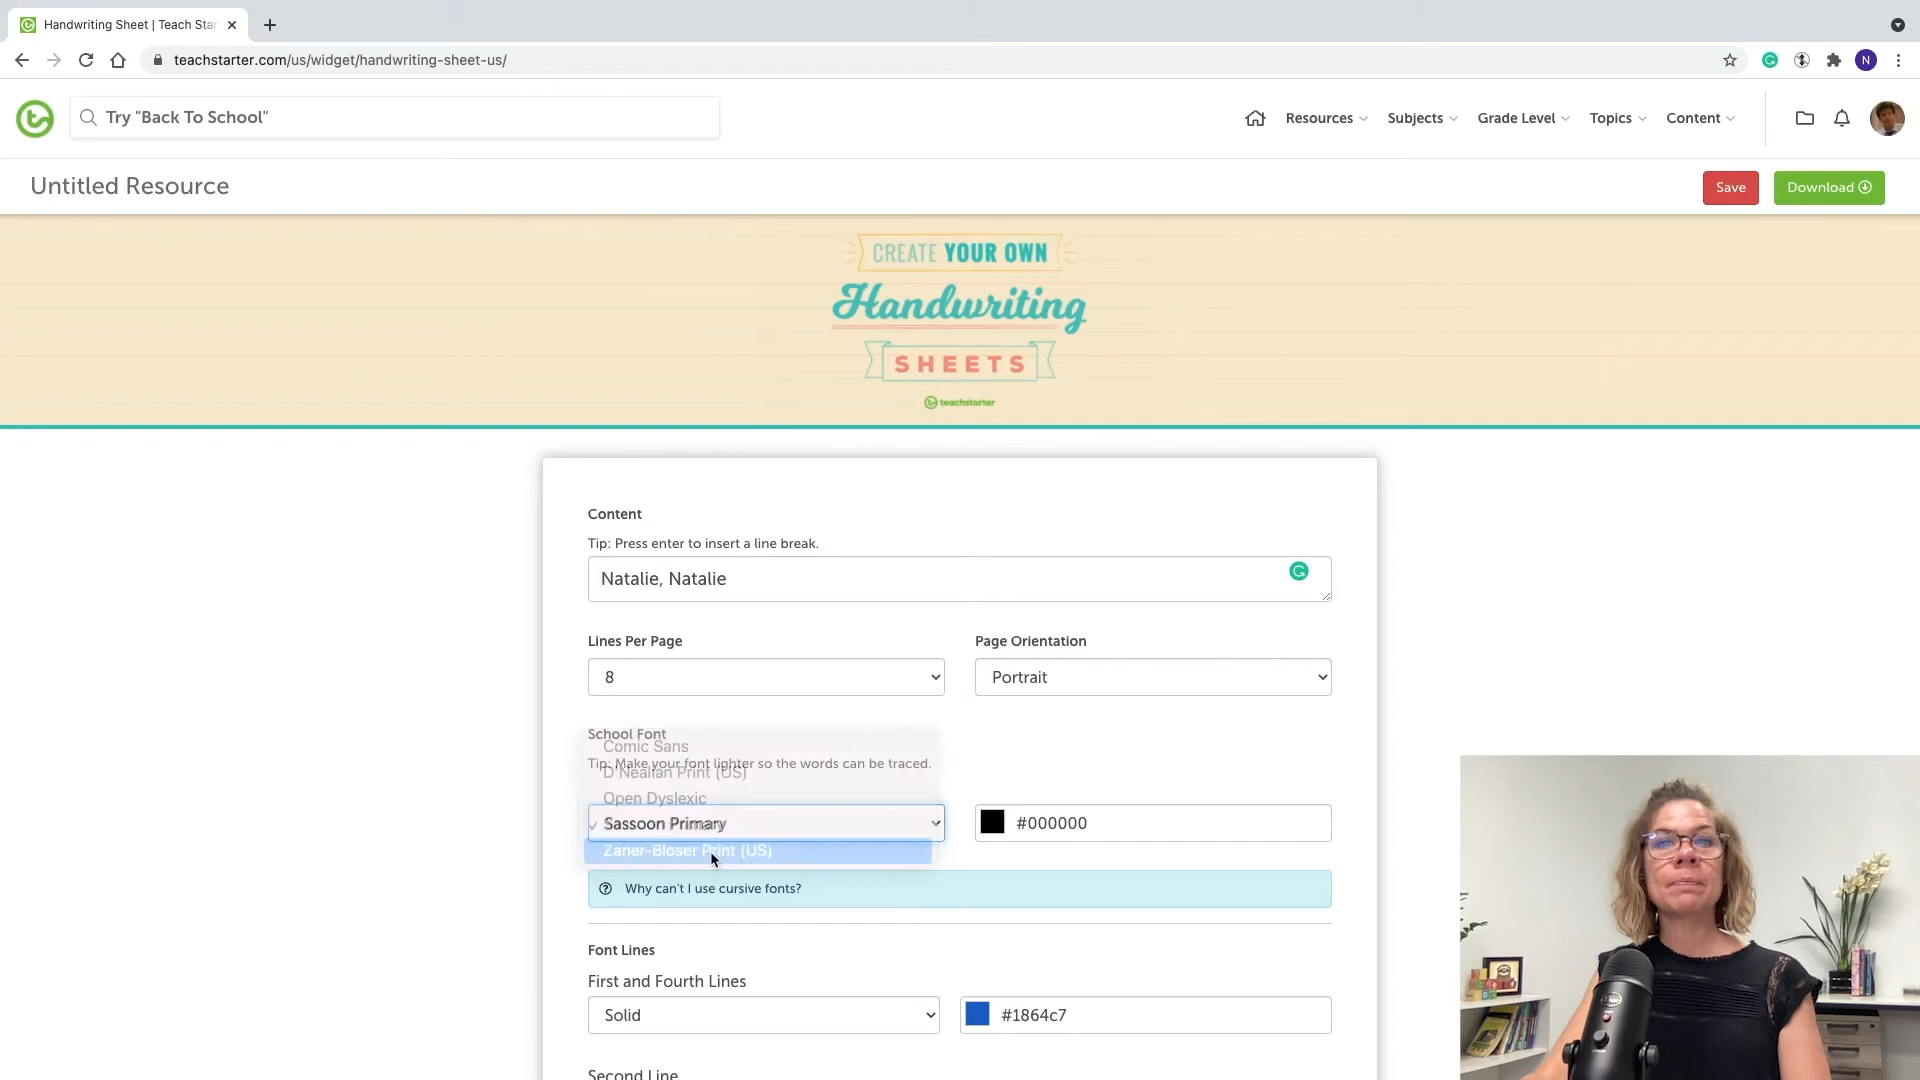 Handwriting Sheet | Teach Star
teachstarter.com/us/widget/handwriting-sheet-us/
N
Try "Back To School"
Resources
Subjects
Grade Level
Topics
Content
Untitled Resource
Save
Download
CREATE YOUR OWN
Handwriting
SHEETS
teachstarter
Content
Tip: Press enter to insert a line break.
Natalie, Natalie
Lines Per Page
Page Orientation
8
Portrait
School Font
Comic Sans
Tip: Make your font lighter so the words can be traced.
D'Nealian Print (US)
Open Dyslexic
Sassoon Primary
#000000
Zaner-Bloser Print (US)
Why can't I use cursive fonts?
Font Lines
First and Fourth Lines
Solid
#1864c7
Second Line